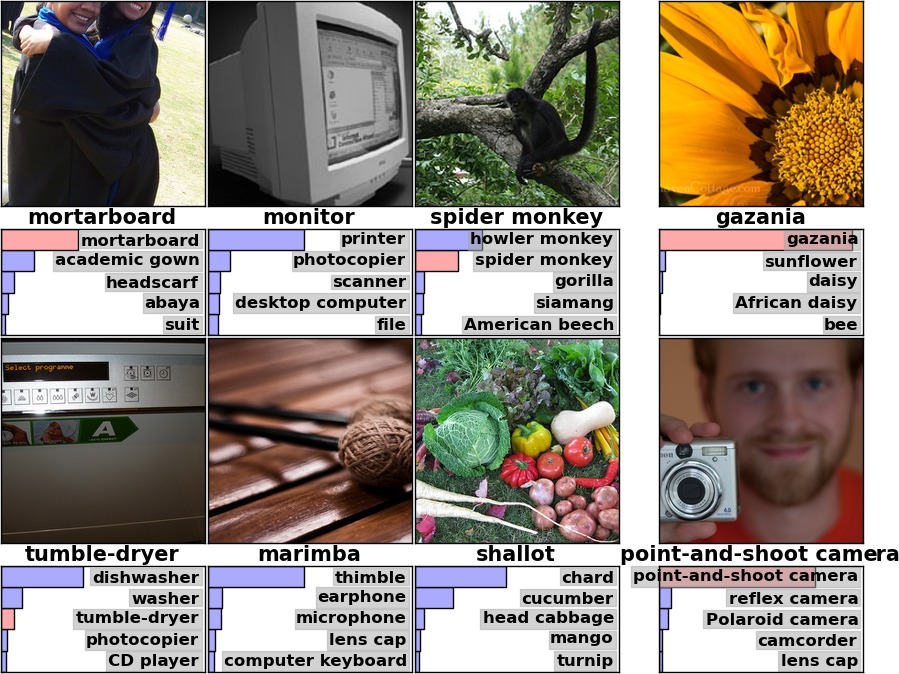 mortarboard
monitor
spider monkey
gazania
mortarboard
academic gown
headscarf
abaya
suit
printer
photocopier
scanner
desktop computer
file
howler monkey
spider monkey
gorilla
siamang
American beech
gazania
sunflower
daisy
African daisy
bee
Select programme
A
tumble-dryer
marimba
shallot
point-and-shoot camera
dishwasher
washer
tumble-dryer
photocopier
CD player
thimble
earphone
microphone
lens cap
computer keyboard
chard
cucumber
head cabbage
mango
turnip
point-and-shoot camera
reflex camera
Polaroid camera
camcorder
lens cap